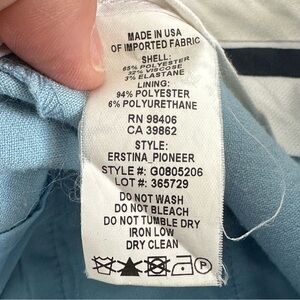 MADE IN USA
OF IMPORTED FABRIC
SHELL:
65% POLYESTER
32% VISCOSE
3% ELASTANE
LINING:
94% POLYESTER
6% POLYURETHANE
RN 98406
CA 39862
STYLE:
ERSTINA_PIONEER
STYLE #: G0805206
LOT #: 365729
DO NOT WASH
DO NOT BLEACH
DO NOT TUMBLE DRY
IRON LOW
DRY CLEAN
P